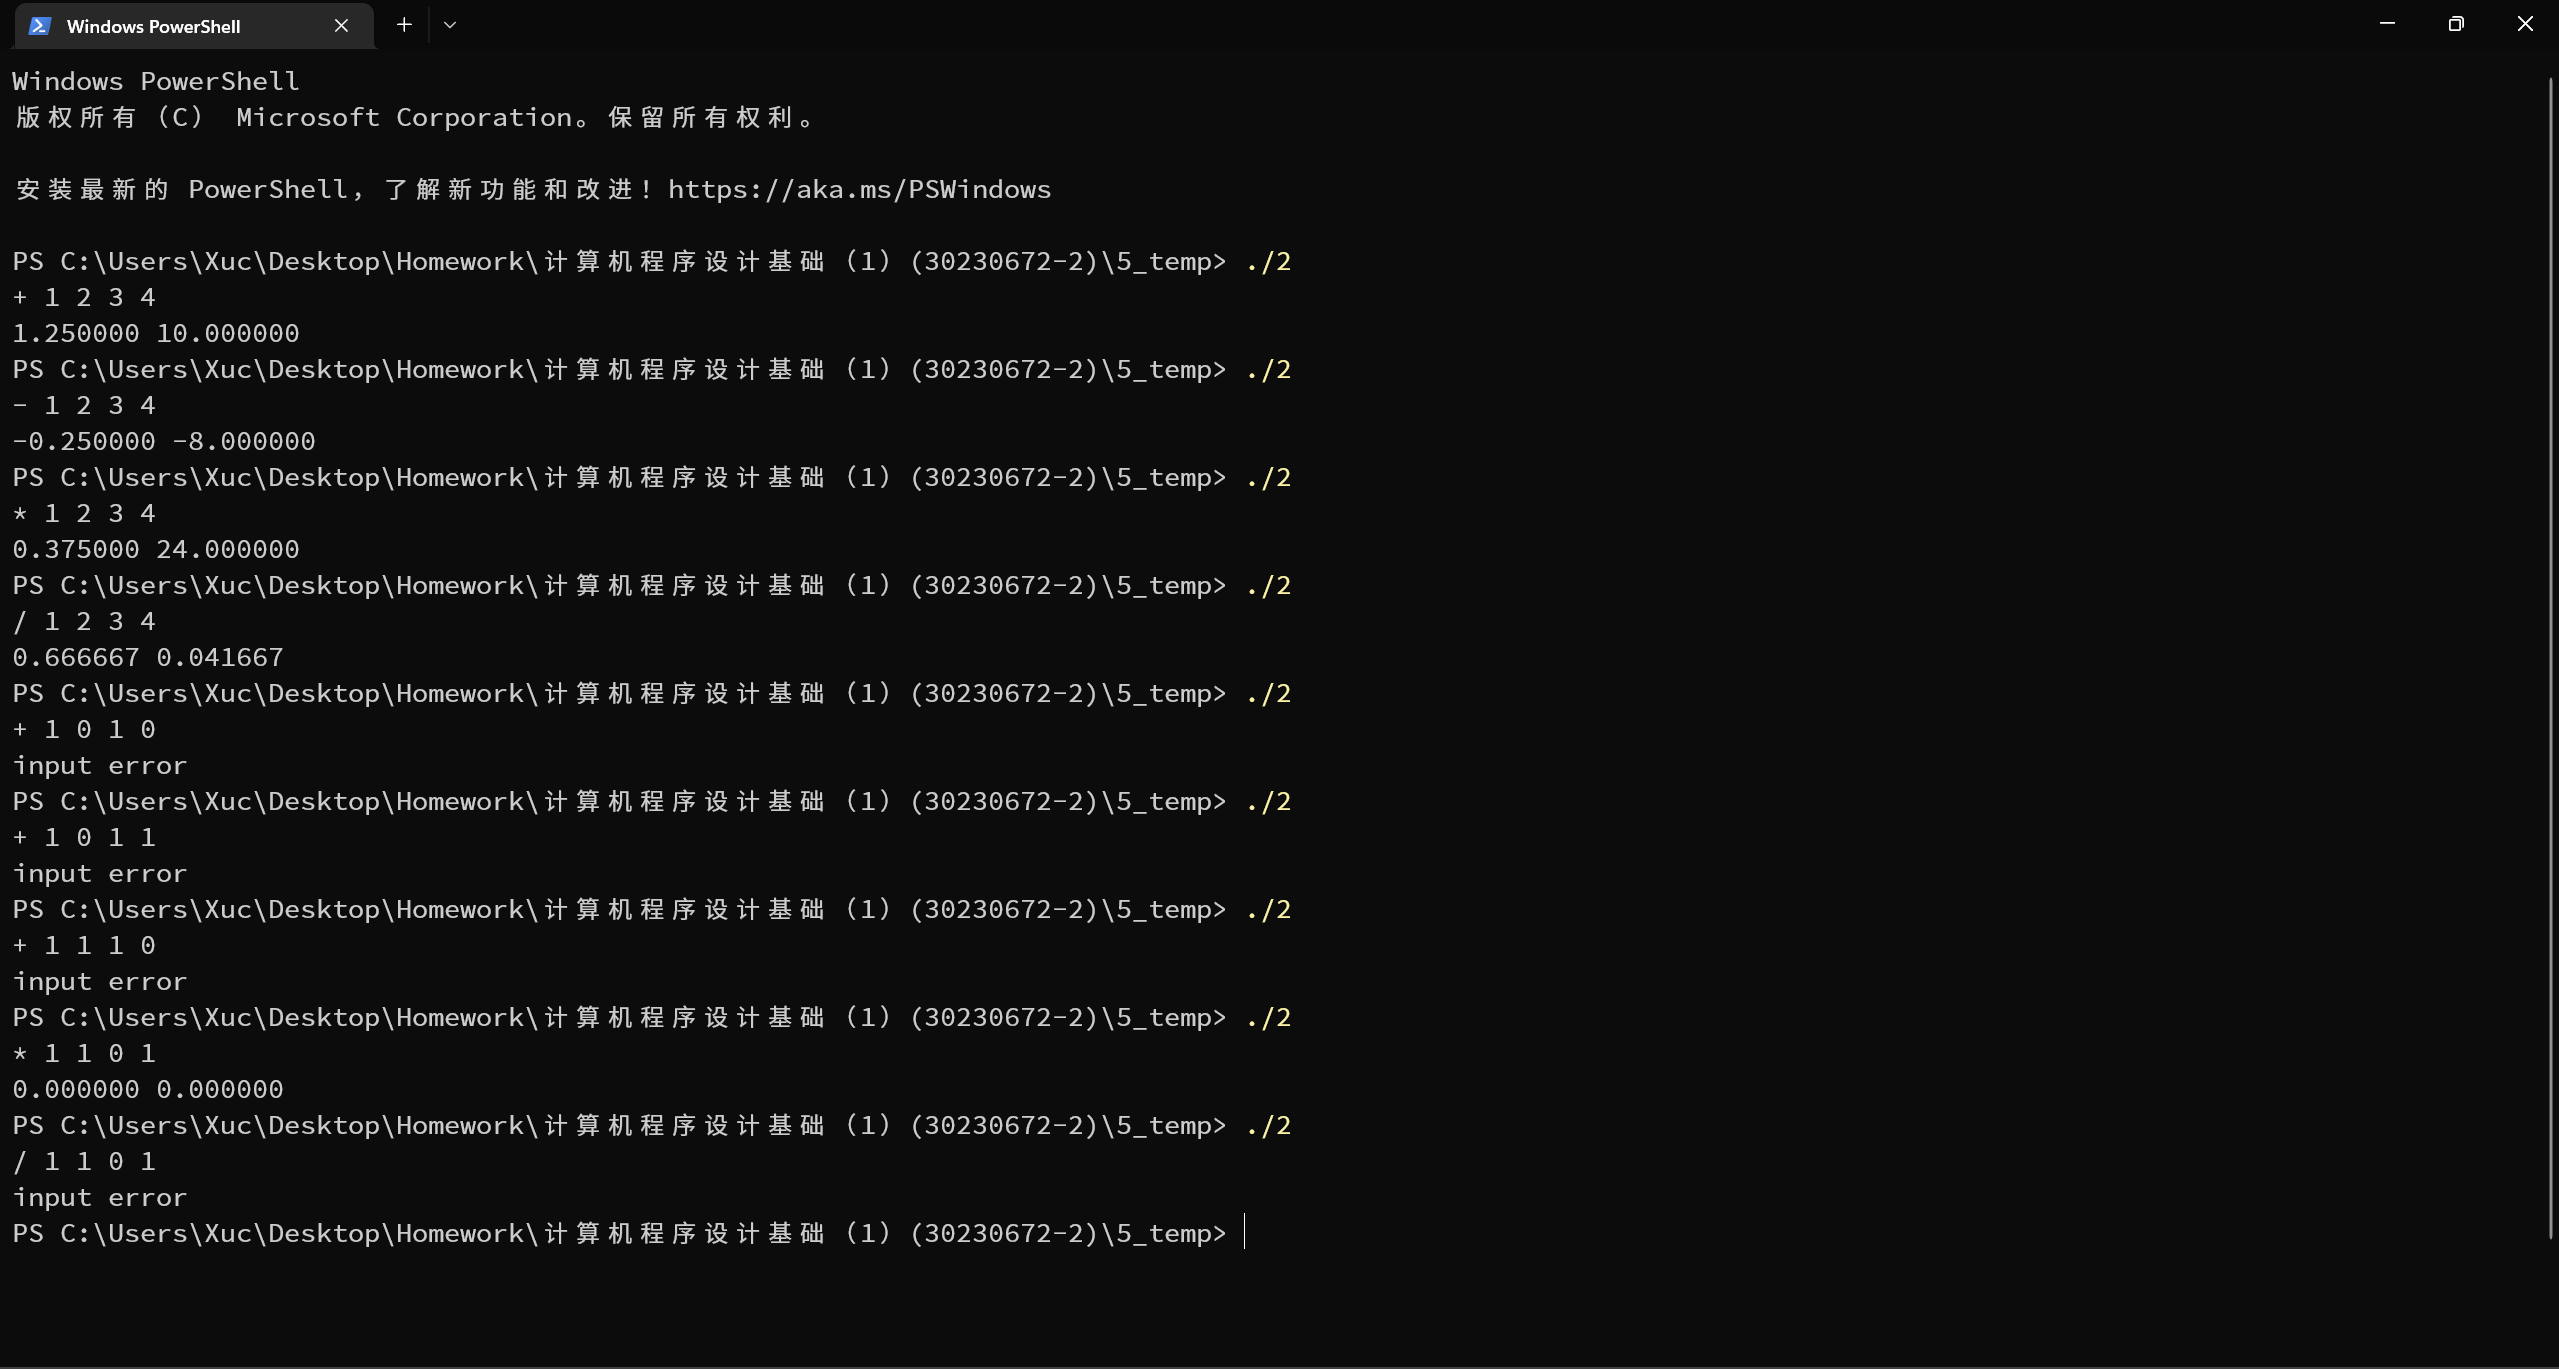 Windows PowerShell
Windows PowerShell
版权所有（C） Microsoft Corporation。保留所有权利。
安装最新的 PowerShell，了解新功能和改进！https://aka.ms/PSWindows
PS C:\Users\Xuc\Desktop\Homework\计算机程序设计基础（1）(30230672-2)\5_temp> ./2
+ 1 2 3 4
1.250000 10.000000
PS C:\Users\Xuc\Desktop\Homework\计算机程序设计基础（1）(30230672-2)\5_temp> ./2
- 1 2 3 4
-0.250000 -8.000000
PS C:\Users\Xuc\Desktop\Homework\计算机程序设计基础（1）(30230672-2)\5_temp> ./2
* 1 2 3 4
0.375000 24.000000
PS C:\Users\Xuc\Desktop\Homework\计算机程序设计基础（1）(30230672-2)\5_temp> ./2
/ 1 2 3 4
0.666667 0.041667
PS C:\Users\Xuc\Desktop\Homework\计算机程序设计基础（1）(30230672-2)\5_temp> ./2
+ 1 0 1 0
input error
PS C:\Users\Xuc\Desktop\Homework\计算机程序设计基础（1）(30230672-2)\5_temp> ./2
+ 1 0 1 1
input error
PS C:\Users\Xuc\Desktop\Homework\计算机程序设计基础（1）(30230672-2)\5_temp> ./2
+ 1 1 1 0
input error
PS C:\Users\Xuc\Desktop\Homework\计算机程序设计基础（1）(30230672-2)\5_temp> ./2
* 1 1 0 1
0.000000 0.000000
PS C:\Users\Xuc\Desktop\Homework\计算机程序设计基础（1）(30230672-2)\5_temp> ./2
/ 1 1 0 1
input error
PS C:\Users\Xuc\Desktop\Homework\计算机程序设计基础（1）(30230672-2)\5_temp>